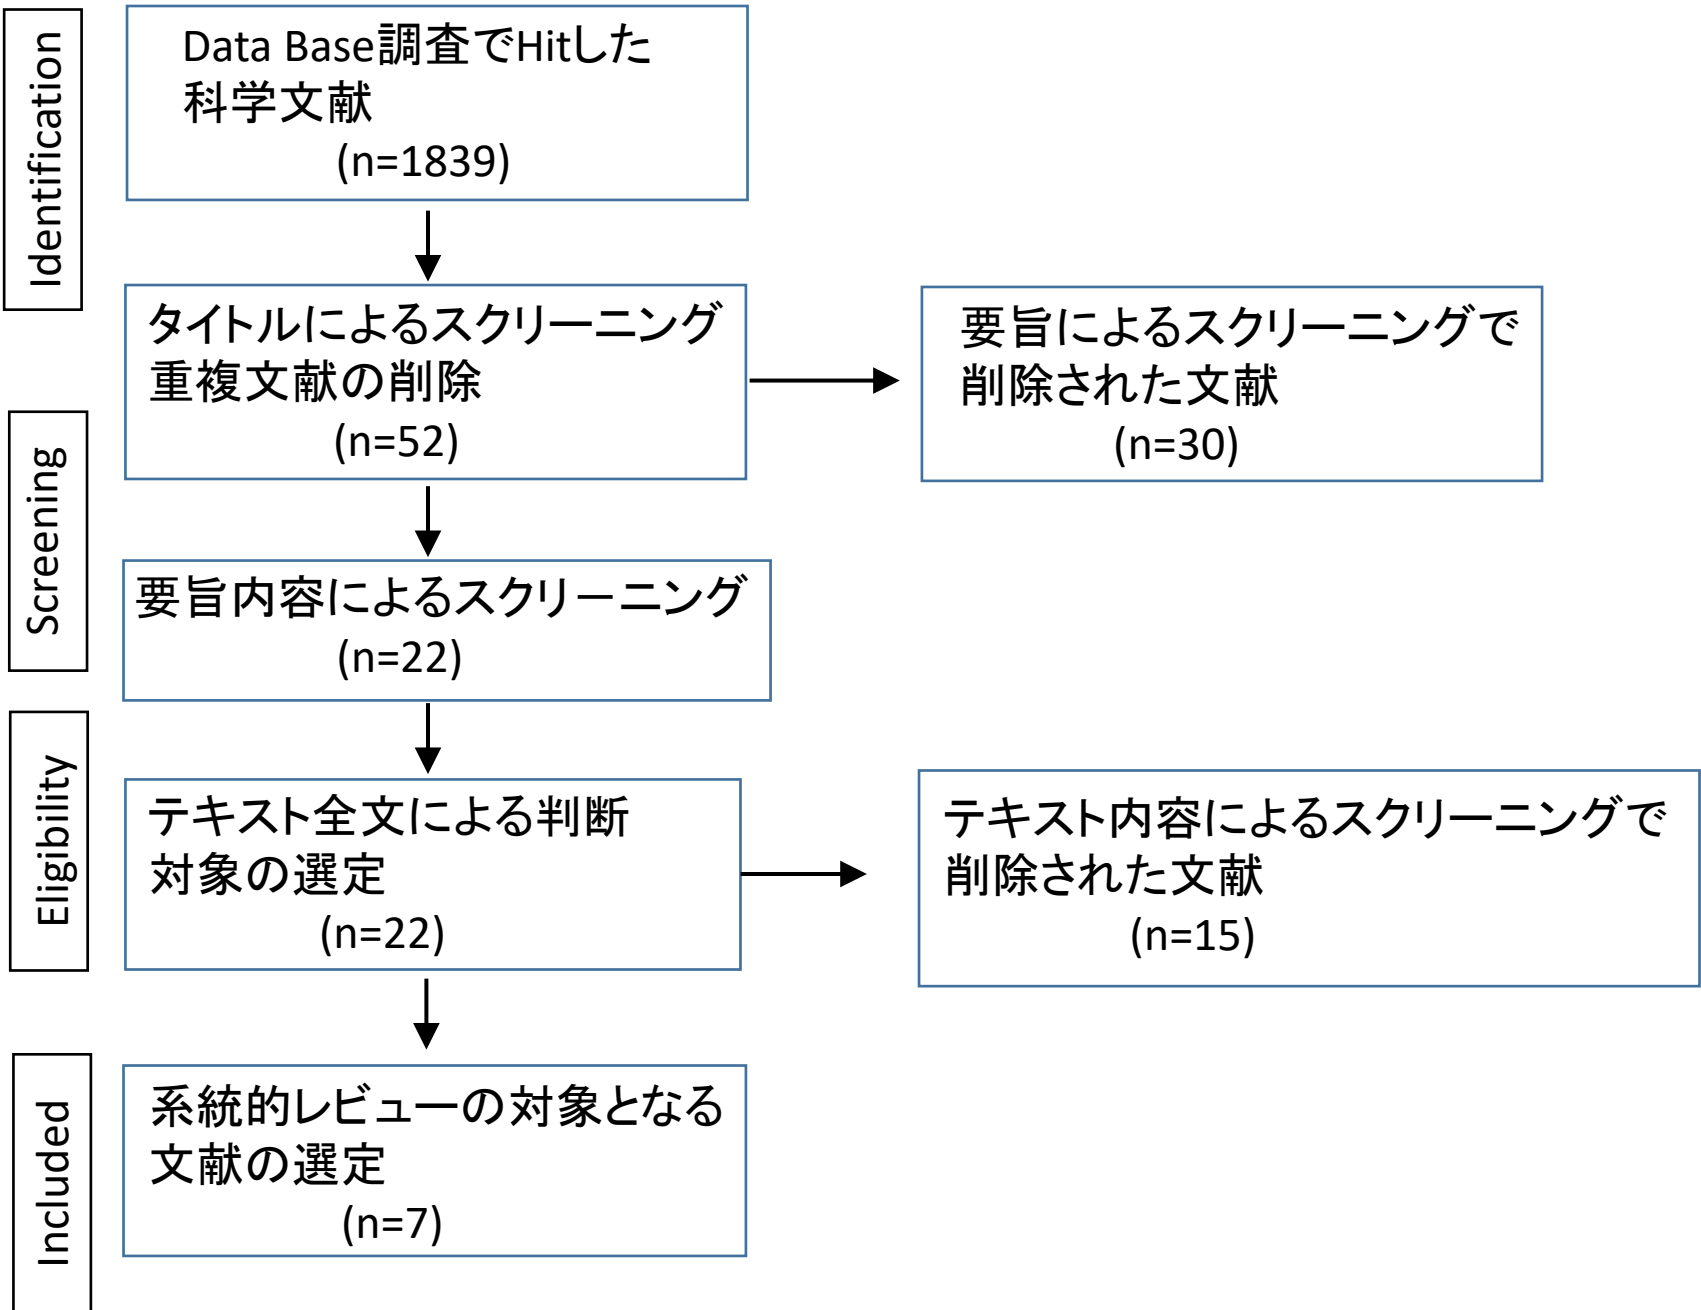 Identification
Data Base調査でHitした
科学文献
(n=1839)
タイトルによるスクリーニング
重複文献の削除
(n=52)
要旨によるスクリーニングで
削除された文献
(n=30)
Screening
要旨内容によるスクリーニング
(n=22)
Eligibility
テキスト全文による判断
対象の選定
(n=22)
テキスト内容によるスクリーニングで
削除された文献
(n=15)
Included
系統的レビューの対象となる
文献の選定
(n=7)